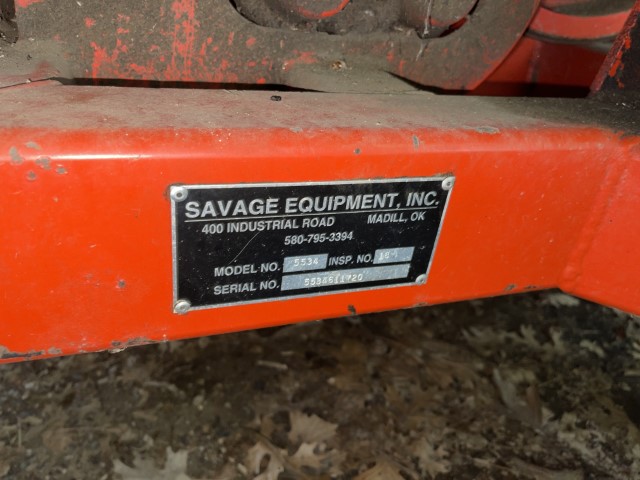 SAVAGE EQUIPMENT, INC.
400 INDUSTRIAL ROAD MADILL, OK
580-795-3394
MODEL NO. 5534 INSP. NO.
SERIAL NO.